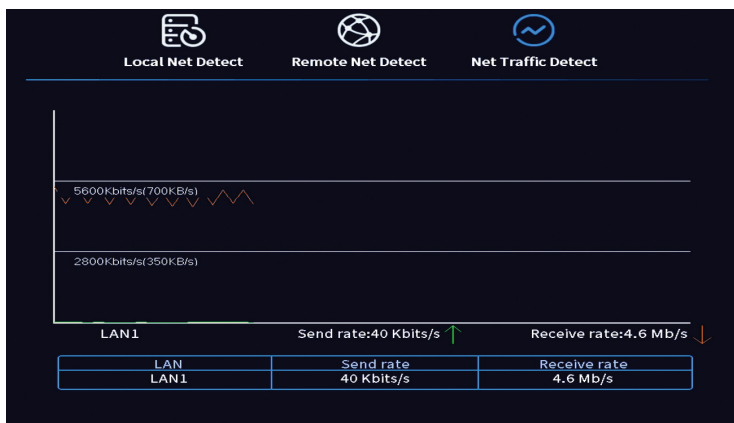 Local Net Detect
Remote Net Detect
Net Traffic Detect
5600Kbits/s(700KB/s)
2800Kbits/s(350KB/s)
LAN1 Send rate:40 Kbits/s Receive rate:4.6 Mb/s
LAN Send rate Receive rate
LAN1 40 Kbits/s 4.6 Mb/s